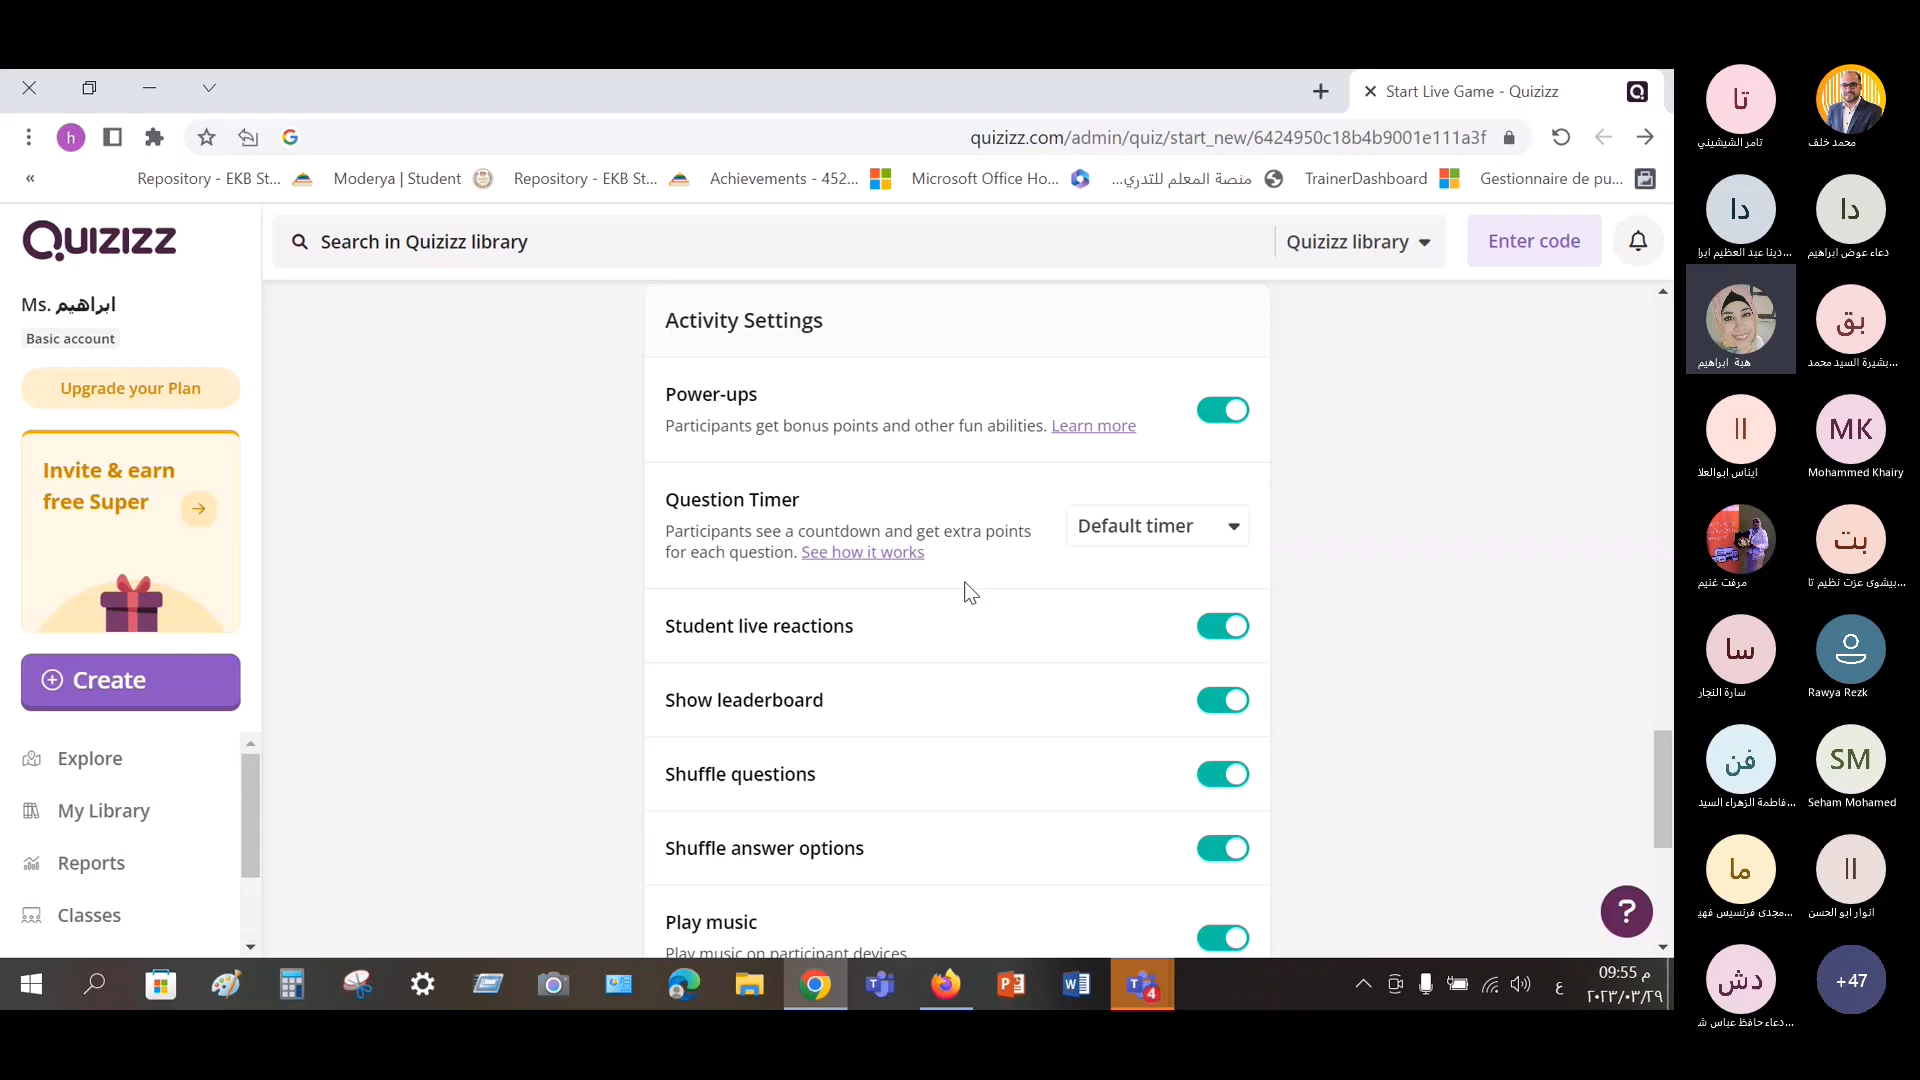 Start Live Game - Quizizz
h
quizizz.com/admin/quiz/start_new/6424950c18b4b9001e111a3f
«
Repository - EKB St...
Moderya | Student
Repository - EKB St...
Achievements - 452...
Microsoft Office Ho...
منصة المعلم للتدري...
TrainerDashboard
Gestionnaire de pu...
QUIZIZZ
Search in Quizizz library
Quizizz library
Enter code
Ms. ابراهيم
Basic account
Upgrade your Plan
Invite & earn
free Super
Create
Explore
My Library
Reports
Classes
Activity Settings
Power-ups
Participants get bonus points and other fun abilities. Learn more
Question Timer
Participants see a countdown and get extra points
for each question. See how it works
Default timer
Student live reactions
Show leaderboard
Shuffle questions
Shuffle answer options
Play music
Play music on participant devices
?
4
ع
09:55 م
٢٠٢٣/٠٣/٢٩
تا
تامر الشيشيني
محمد خلف
دا
دينا عبد العظيم ابرا...
دا
دعاء عوض ابراهيم
هبة ابراهيم
بق
بشيرة السيد محمد...
اا
ايناس ابوالعلا
MK
Mohammed Khairy
مرفت غنيم
بت
بيشوى عزت نظيم تا...
سا
سارة النجار
Rawya Rezk
فن
فاطمة الزهراء السيد...
SM
Seham Mohamed
ما
مجدى فرنسيس فهي...
اا
انوار ابو الحسن
دش
دعاء حافظ عباس ش...
+47